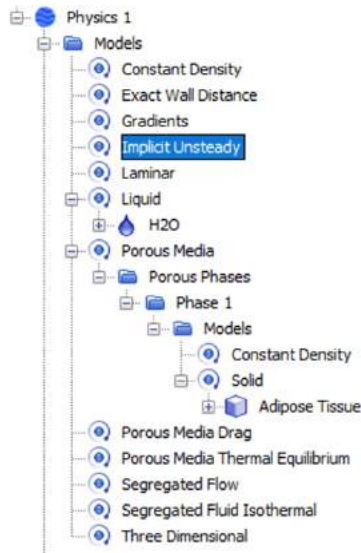 Physics 1
Models
Constant Density
Exact Wall Distance
Gradients
Implicit Unsteady
Laminar
Liquid
H2O
Porous Media
Porous Phases
Phase 1
Models
Constant Density
Solid
Adipose Tissue
Porous Media Drag
Porous Media Thermal Equilibrium
Segregated Flow
Segregated Fluid Isothermal
Three Dimensional